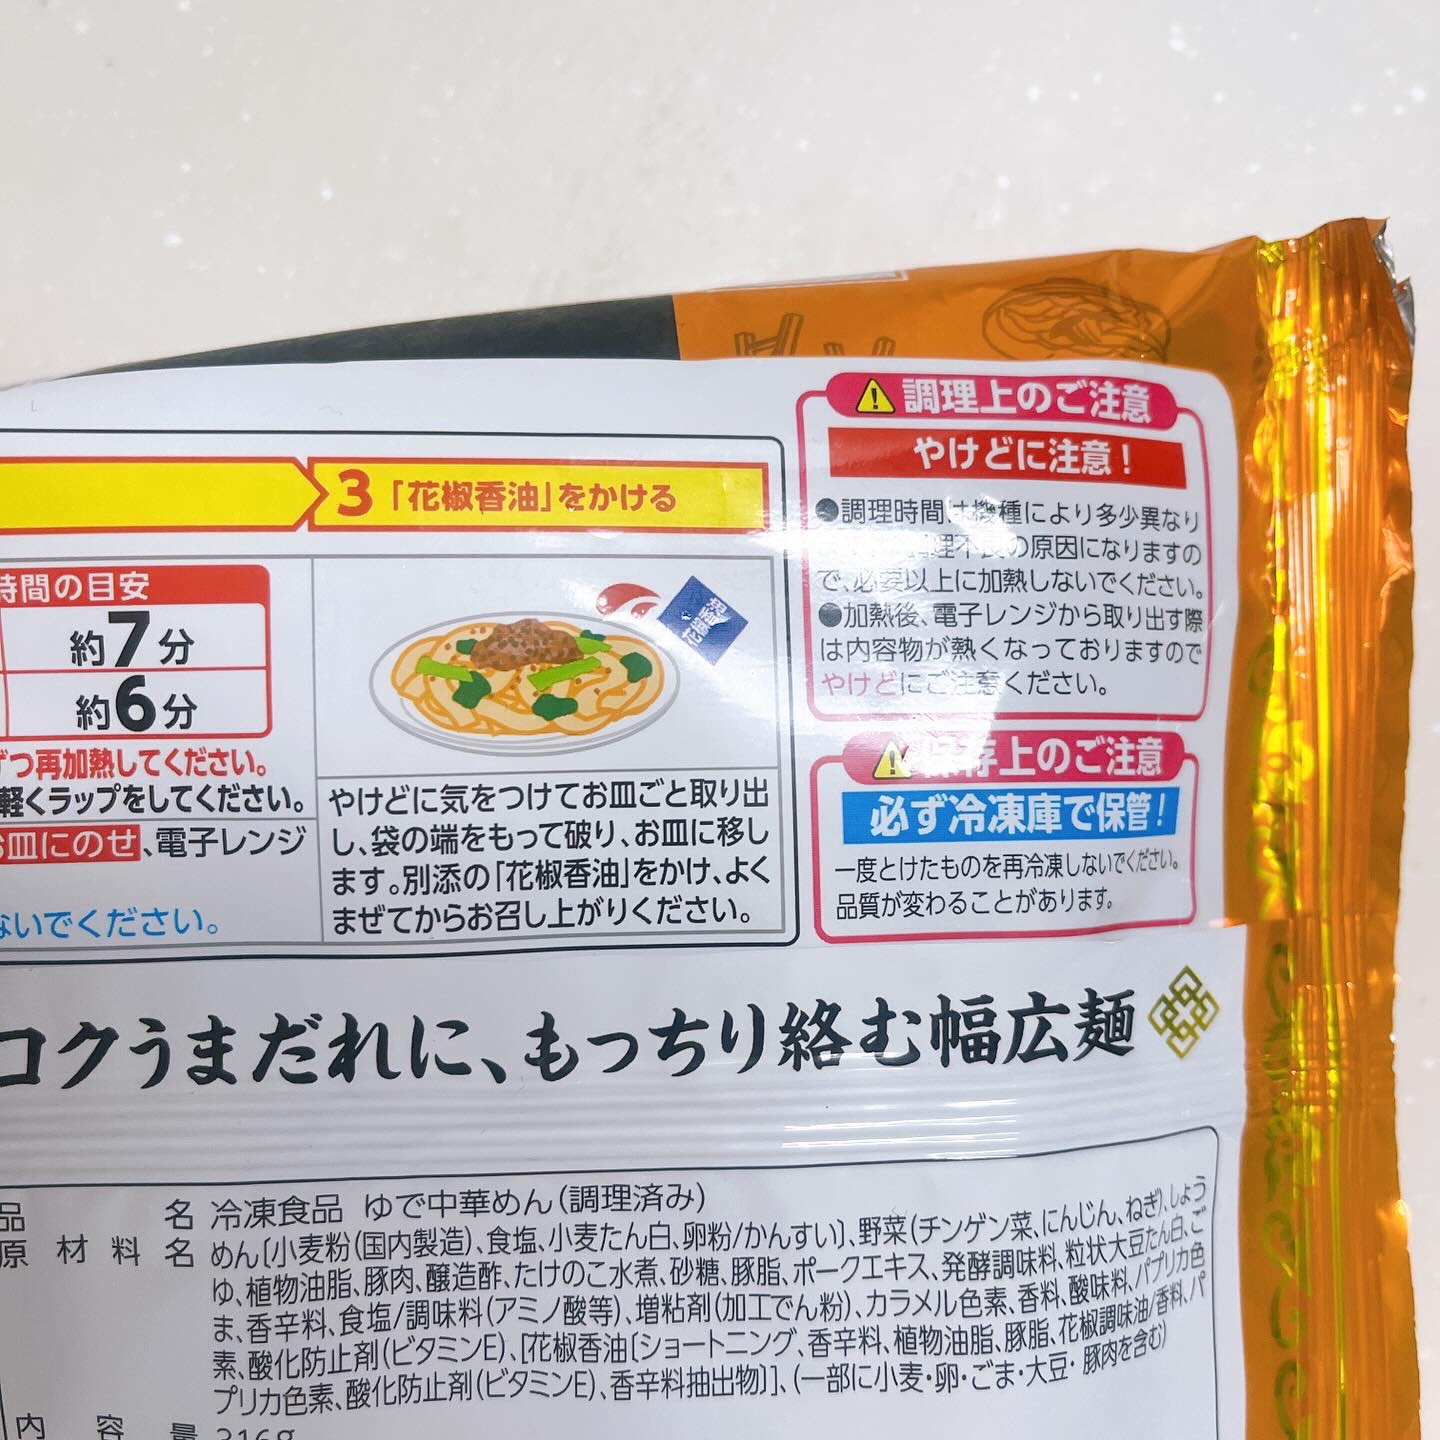 3「花椒香油」をかける
時間の目安
約7分
約6分
ずつ再加熱してください。
軽くラップをしてください。
お皿にのせ、電子レンジ
ないでください。
花椒香油
やけどに気をつけてお皿ごと取り出
し、袋の端をもって破り、お皿に移し
ます。別添の「花椒香油」をかけ、よく
まぜてからお召し上がりください。
調理上のご注意
やけどに注意!
●調理時間は機種により多少異なり
理不良の原因になりますの
で、必要以上に加熱しないでください。
●加熱後、電子レンジから取り出す際
は内容物が熱くなっておりますので
やけどにご注意ください。
保存上のご注意
必ず冷凍庫で保管!
一度とけたものを再冷凍しないでください。
品質が変わることがあります。
コクうまだれに、もっちり絡む幅広麺
品名 冷凍食品 ゆで中華めん(調理済み)
原材料名 めん〔小麦粉(国内製造)、食塩、小麦たん白、卵粉/かんすい〕、野菜(チンゲン菜、にんじん、ねぎ)、しょう
ゆ、植物油脂、豚肉、醸造酢、たけのこ水煮、砂糖、豚脂、ポークエキス、発酵調味料、粒状大豆たん白、ご
ま、香辛料、食塩/調味料(アミノ酸等)、増粘剤(加工でん粉)、カラメル色素、香料、酸味料、パプリカ色
素、酸化防止剤(ビタミンE)、[花椒香油〔ショートニング、香辛料、植物油脂、豚脂、花椒調味油/香料、パ
プリカ色素、酸化防止剤(ビタミンE)、香辛料抽出物〕]、(一部に小麦・卵・ごま・大豆・豚肉を含む)
内容量 316g